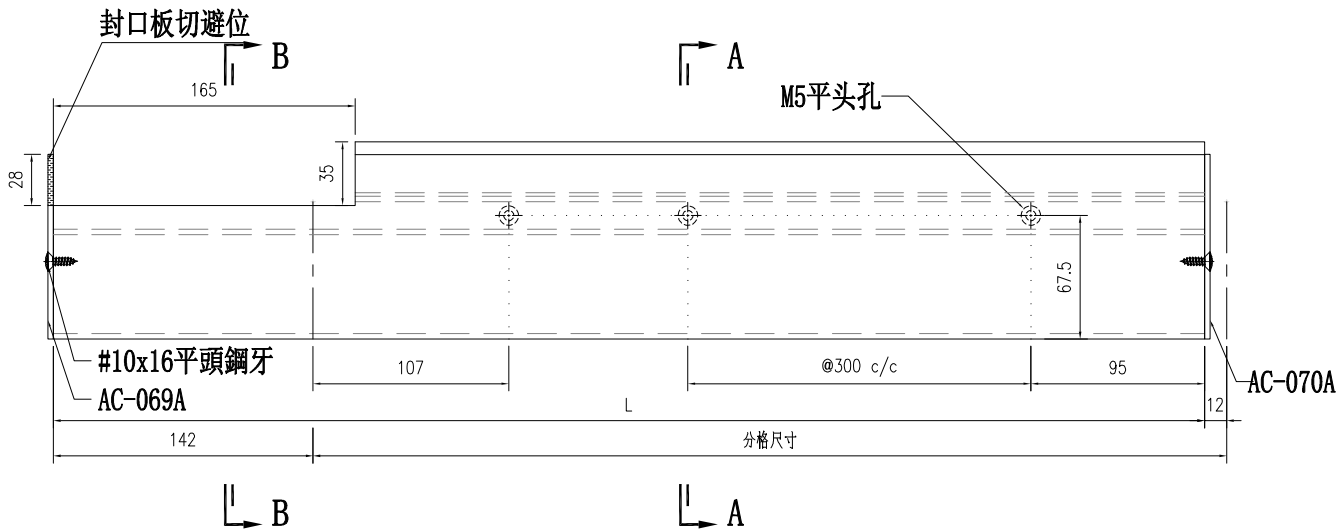 封口板切避位
B
A
165
M5平头孔
28
35
67.5
#10x16平頭鋼牙
107
@300 c/c
95
AC-069A
AC-070A
L
12
142
分格尺寸
B
A